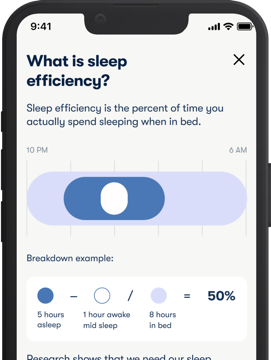 9:41
What is sleep
efficiency?
Sleep efficiency is the percent of time you
actually spend sleeping when in bed.
10 PM 6 AM
Breakdown example:
– / = 50%
5 hours 1 hour awake 8 hours
asleep mid sleep in bed
Research shows that we need our sleep